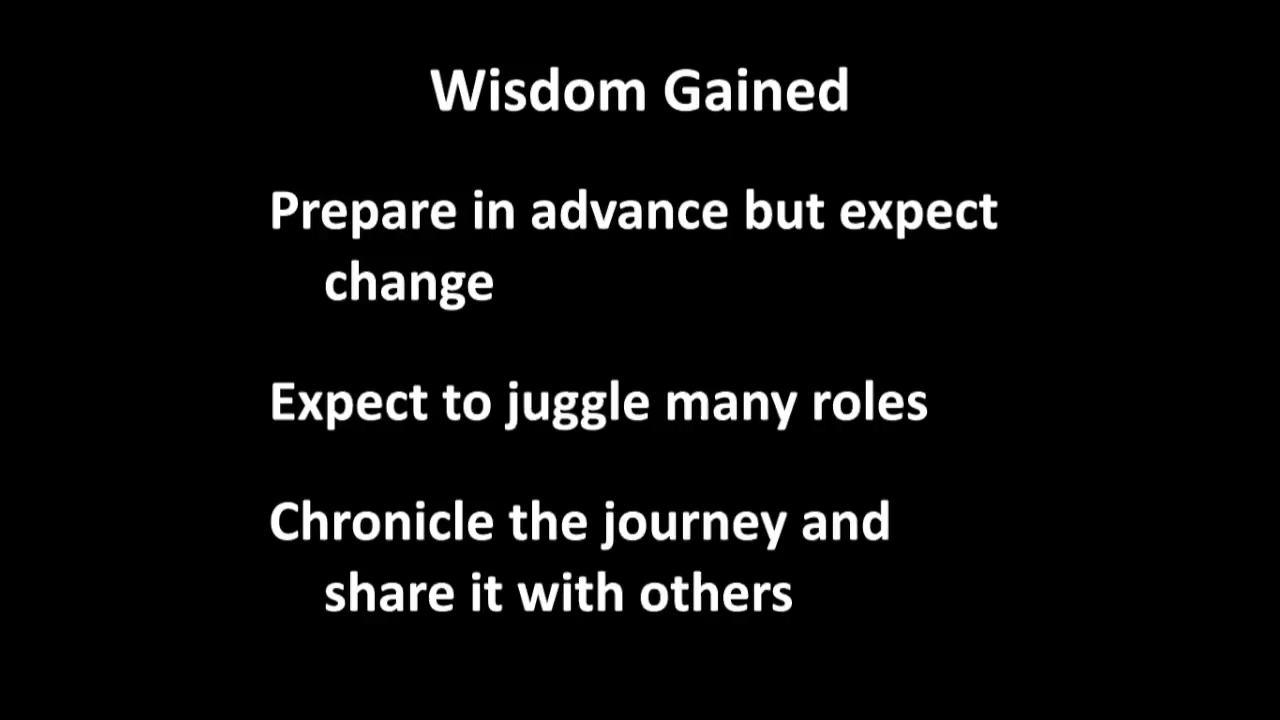 Wisdom Gained
Prepare in advance but expect
change
Expect to juggle many roles
Chronicle the journey and
share it with others